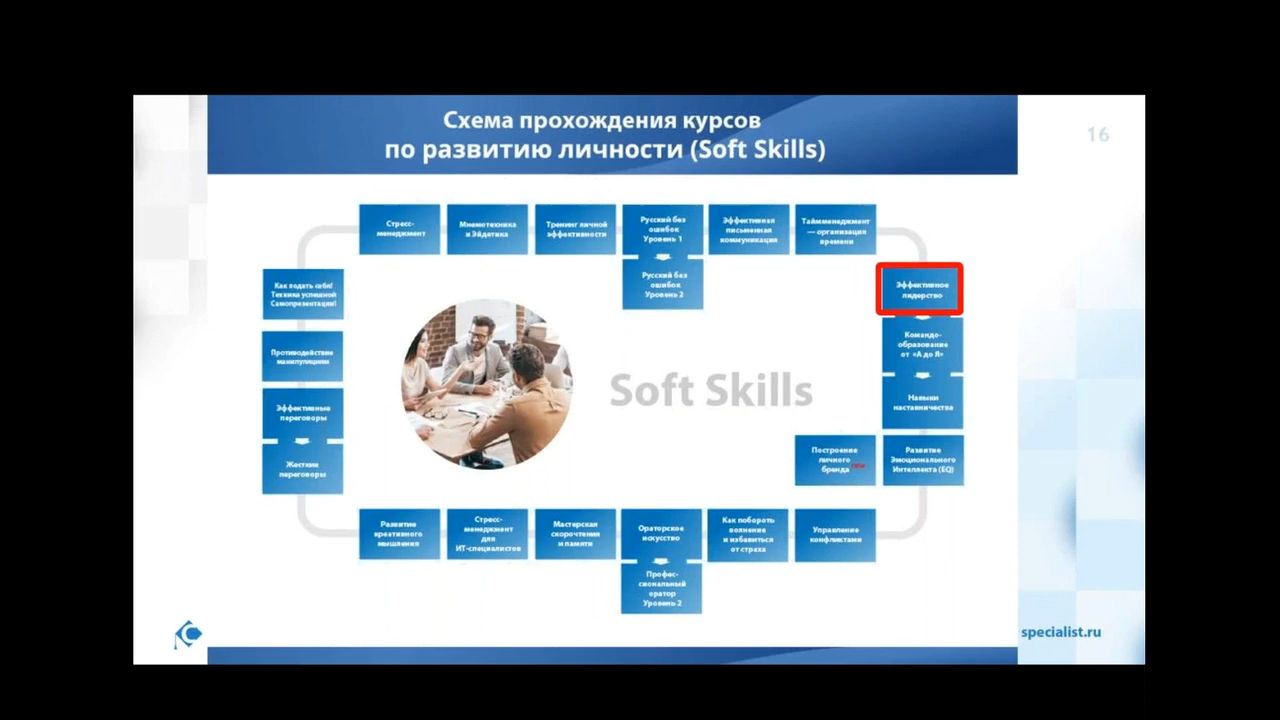 Схема прохождения курсов
по развитию личности (Soft Skills)
16
Стресс-
менеджмент
Мнемотехника
и Эйдетика
Тренинг личной
эффективности
Русский без
ошибок
Уровень 1
Эффективная
письменная
коммуникация
Таймменеджмент
— организация
времени
Русский без
ошибок
Уровень 2
Как подать себя!
Техника успешной
Самопрезентации!
Эффективное
лидерство
Противодействие
манипуляциям
Командо-
образование
от «А до Я»
Soft Skills
Эффективные
переговоры
Навыки
наставничества
Жесткие
переговоры
Построение
личного
бренда new
Развитие
Эмоционального
Интеллекта (EQ)
Развитие
креативного
мышления
Стресс-
менеджмент
для
ИТ-специалистов
Мастерская
скорочтения
и памяти
Ораторское
искусство
Как побороть
волнение
и избавиться
от страха
Управление
конфликтами
Профес-
сиональный
оратор
Уровень 2
specialist.ru